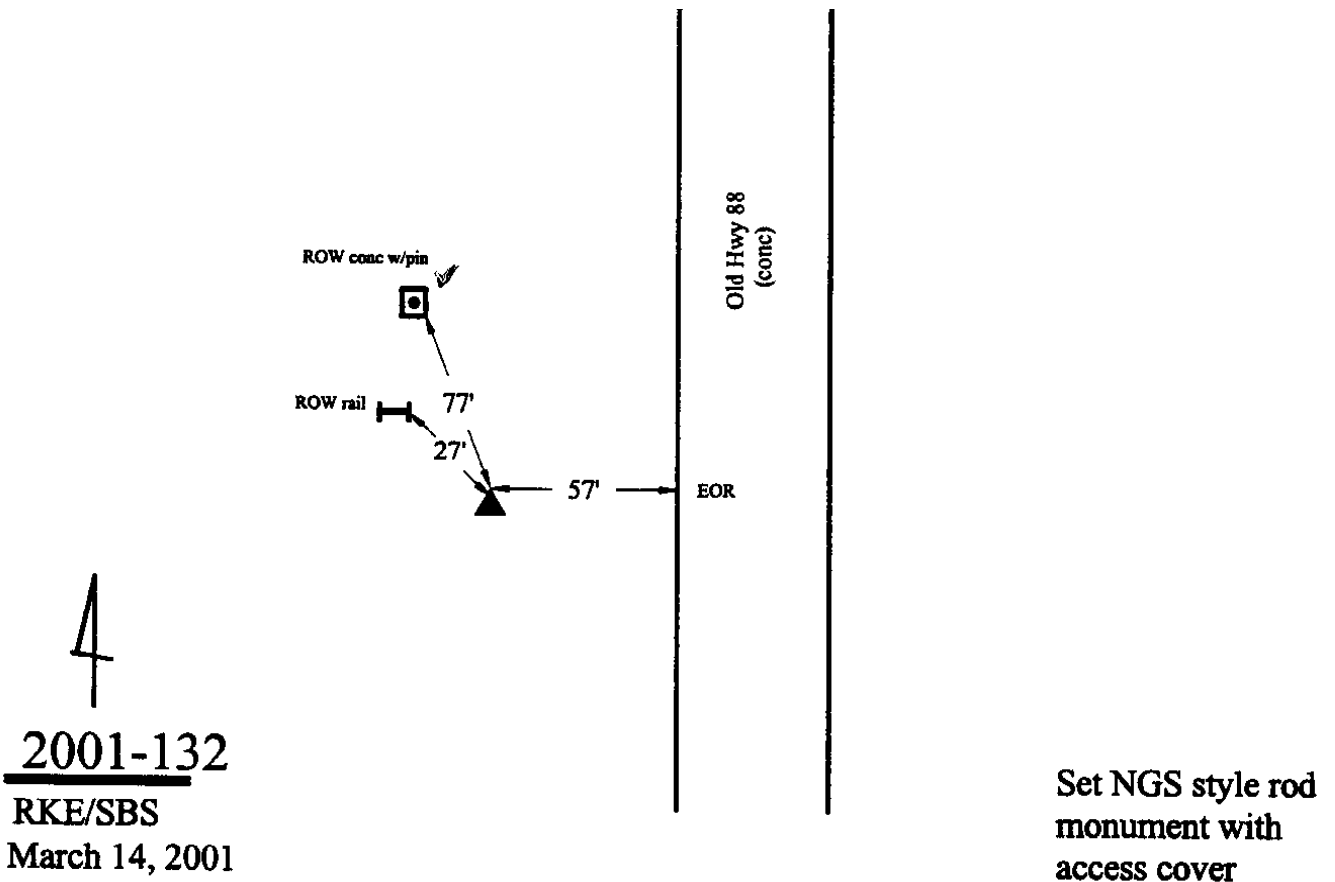 Old Hwy 88
(conc)
ROW conc w/pin
ROW rail
77'
27'
57'
EOR
2001-132
RKE/SBS
March 14, 2001
Set NGS style rod
monument with
access cover